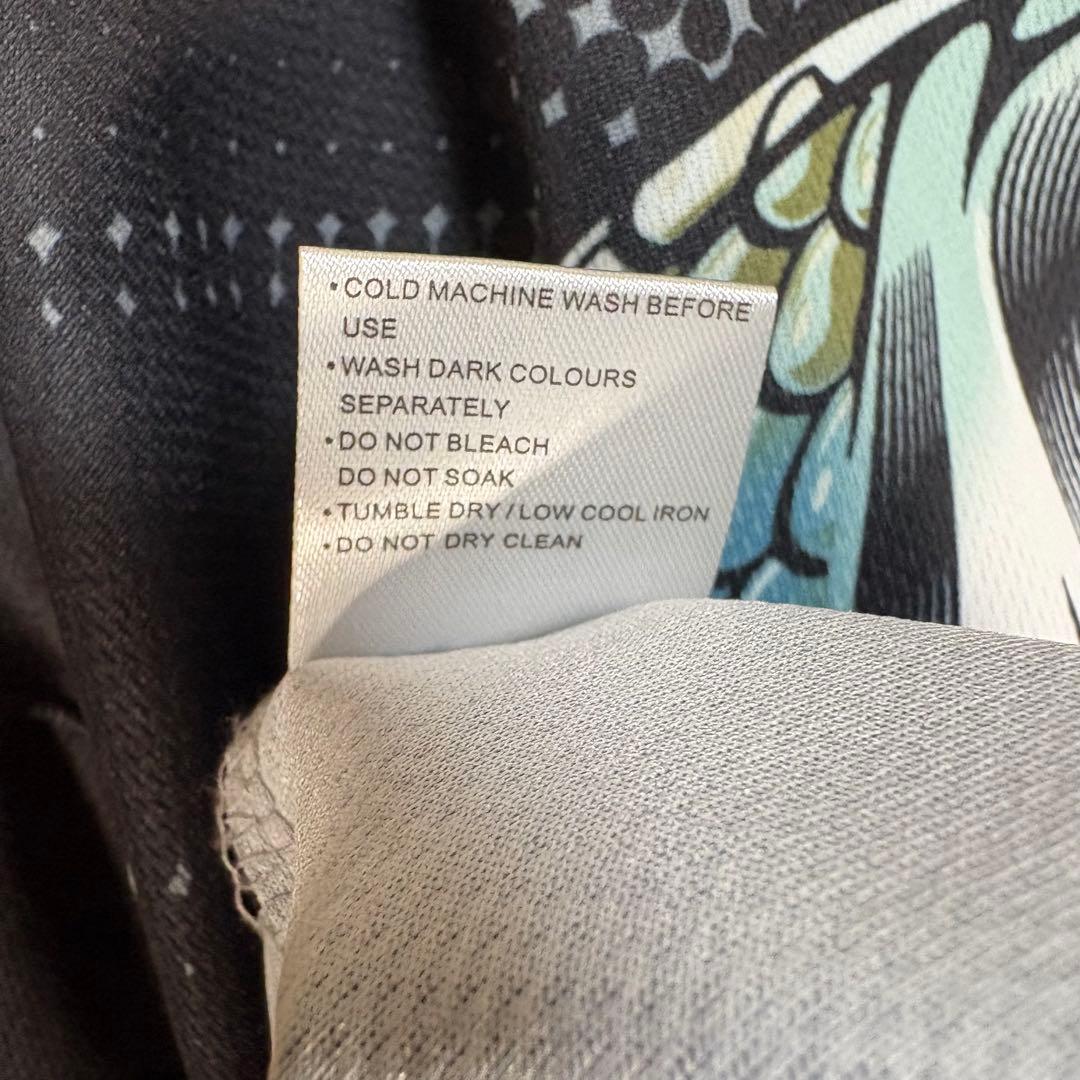 • COLD MACHINE WASH BEFORE
USE
• WASH DARK COLOURS
SEPARATELY
• DO NOT BLEACH
DO NOT SOAK
• TUMBLE DRY/LOW COOL IRON
• DO NOT DRY CLEAN